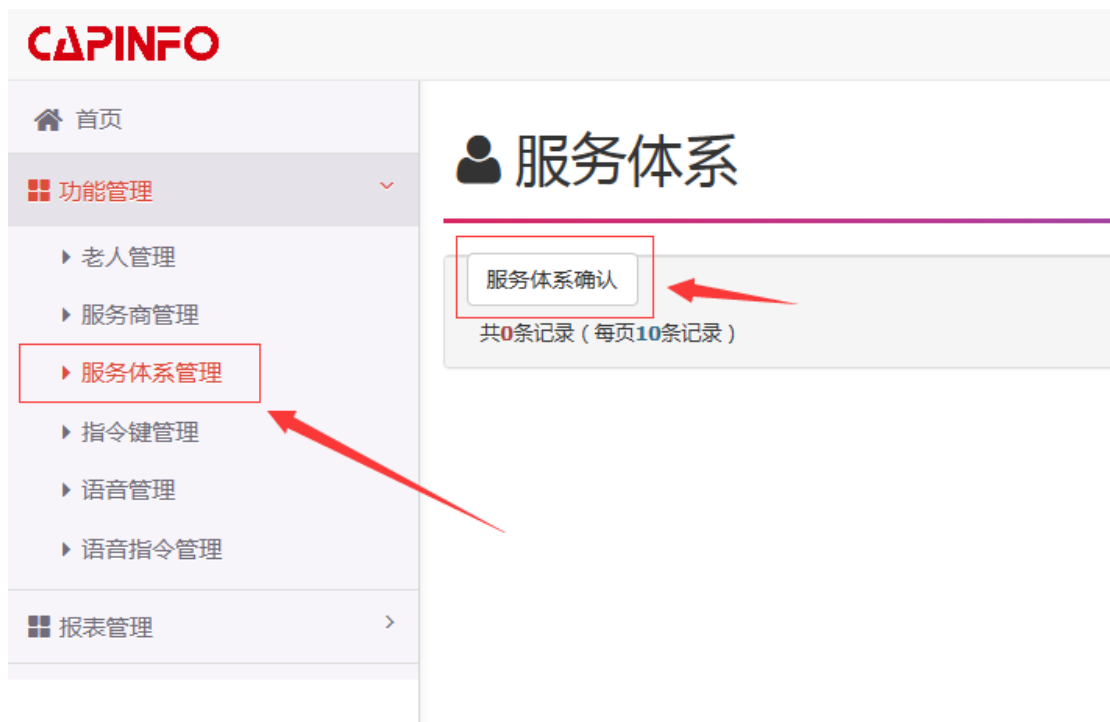 CAPINFO
首页
功能管理
老人管理
服务商管理
服务体系管理
指令键管理
语音管理
语音指令管理
报表管理
服务体系
服务体系确认
共0条记录（每页10条记录）